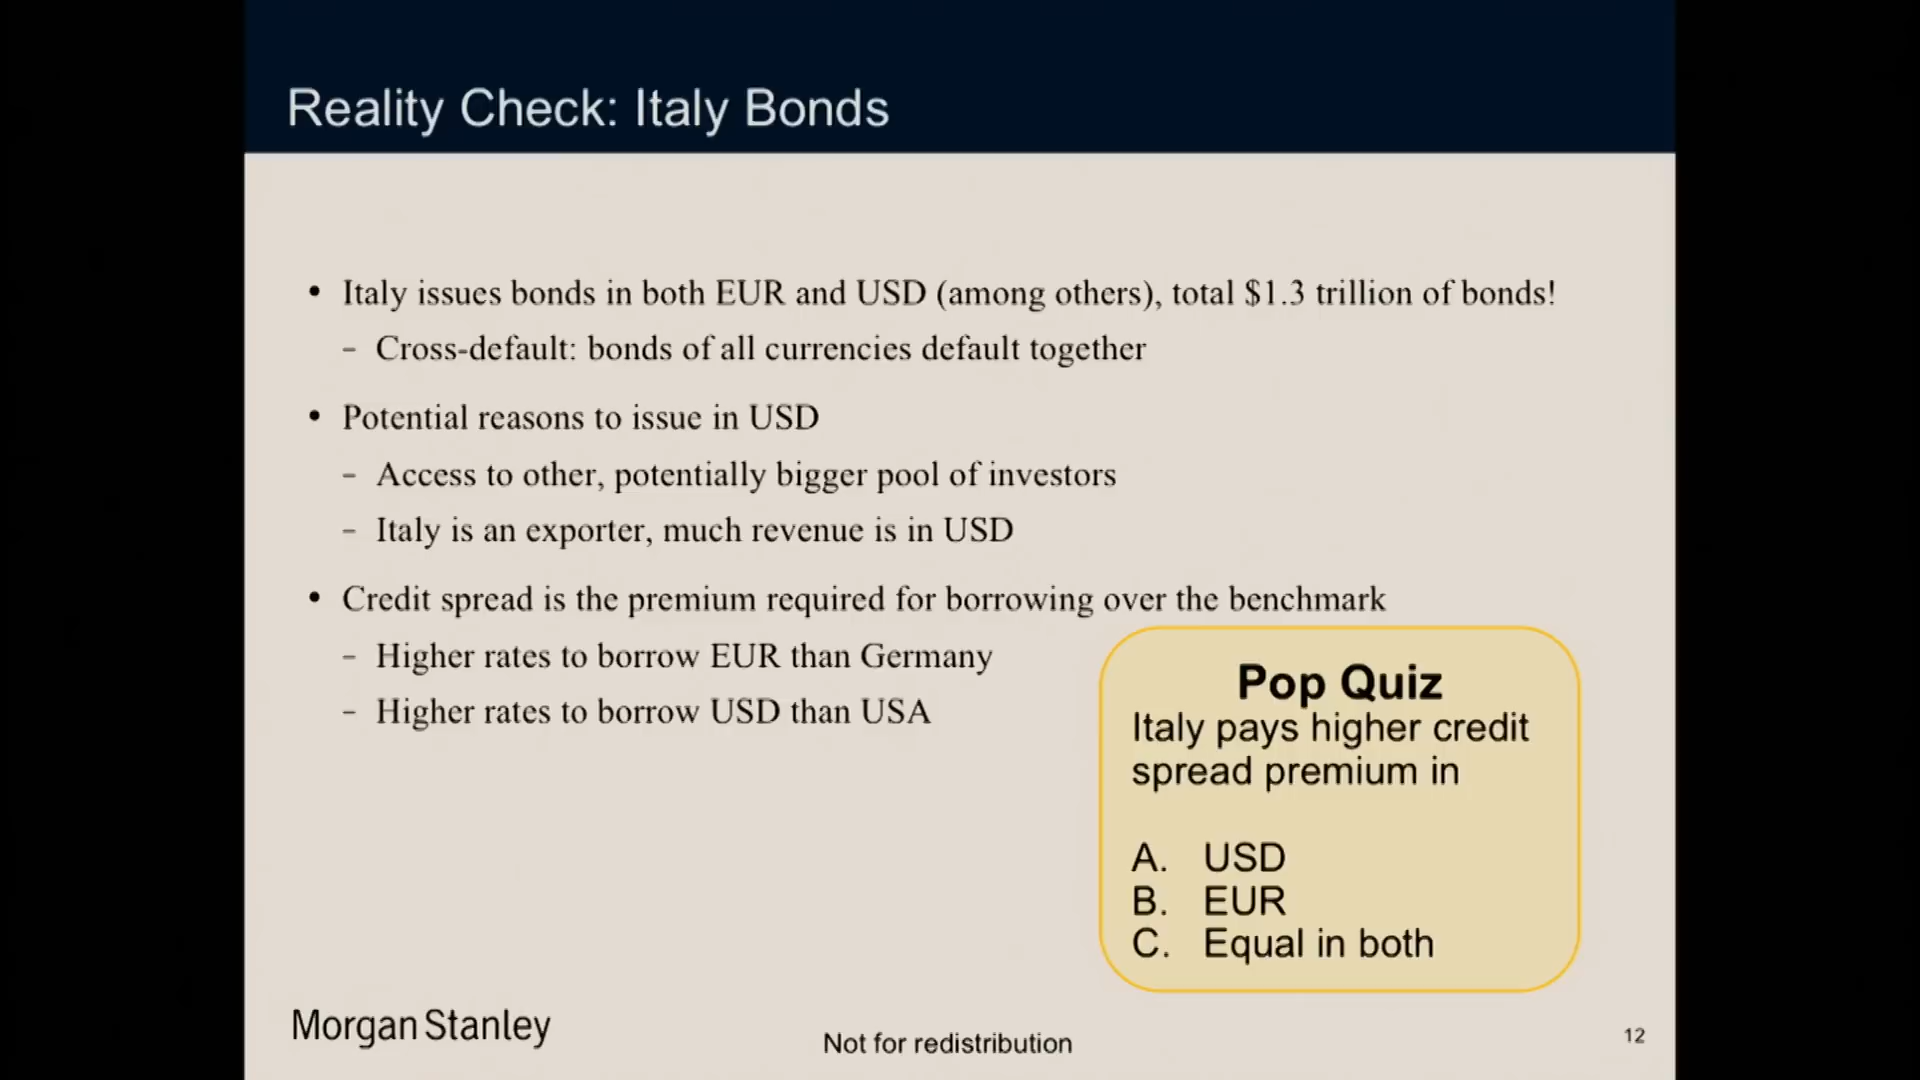 Reality Check: Italy Bonds
• Italy issues bonds in both EUR and USD (among others), total $1.3 trillion of bonds!
– Cross-default: bonds of all currencies default together
• Potential reasons to issue in USD
– Access to other, potentially bigger pool of investors
– Italy is an exporter, much revenue is in USD
• Credit spread is the premium required for borrowing over the benchmark
– Higher rates to borrow EUR than Germany
– Higher rates to borrow USD than USA
Pop Quiz
Italy pays higher credit
spread premium in
A. USD
B. EUR
C. Equal in both
Morgan Stanley
Not for redistribution
12